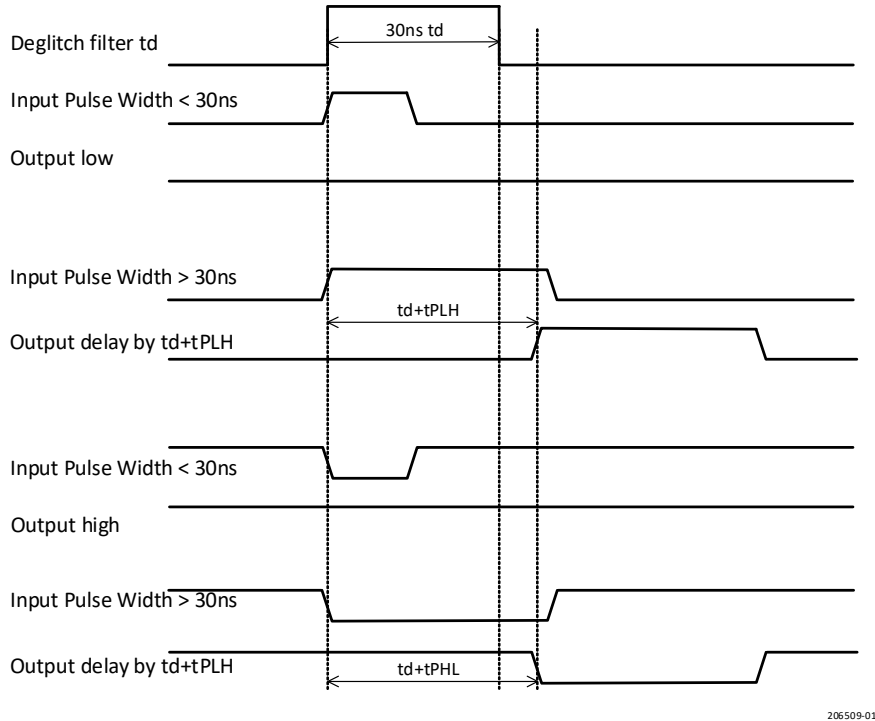 30ns td
Deglitch filter td
Input Pulse Width < 30ns
Output low
Input Pulse Width > 30ns
td+tPLH
Output delay by td+tPLH
Input Pulse Width < 30ns
Output high
Input Pulse Width > 30ns
Output delay by td+tPLH
td+tPHL
206509-01